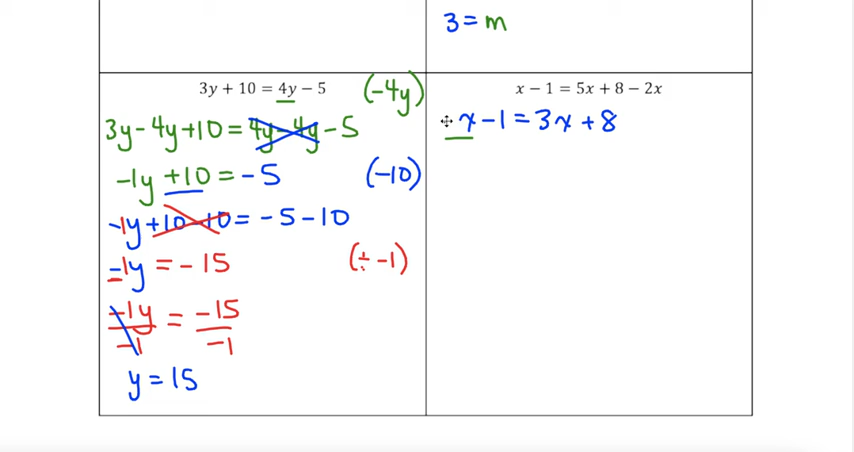 3 = m
3y + 10 = 4y − 5 (-4y)
3y - 4y + 10 = 4y - 4y - 5
-1y + 10 = -5 (-10)
-1y + 10 - 10 = -5 - 10
-1y = -15 (÷ -1)
-1y/-1 = -15/-1
y = 15
x − 1 = 5x + 8 − 2x
x - 1 = 3x + 8